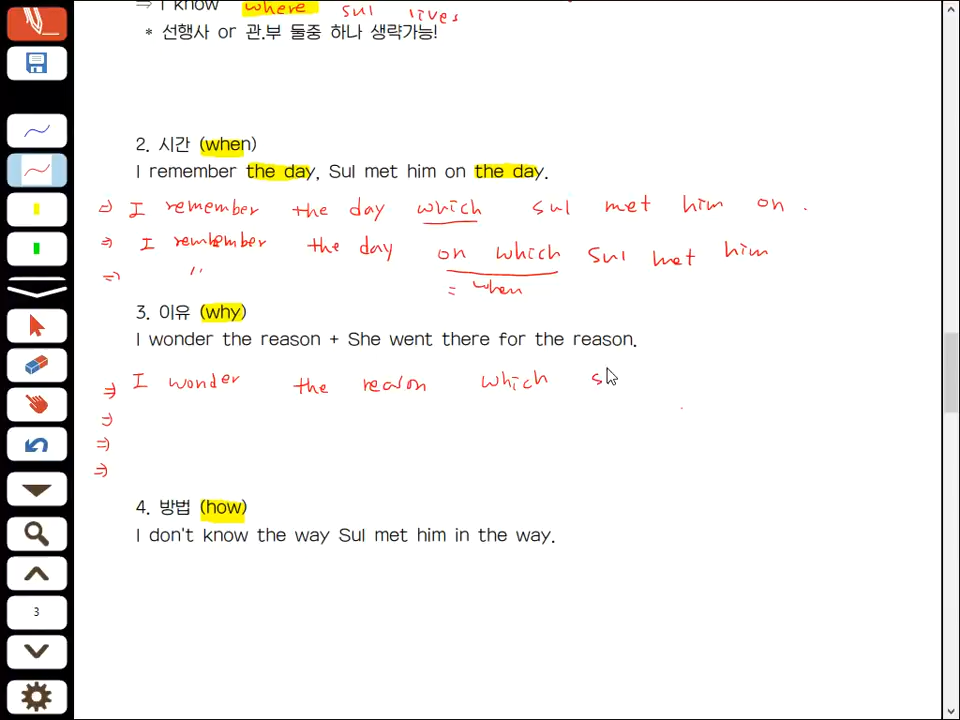 ⇒ I know where sul lives
* 선행사 or 관.부 둘중 하나 생략가능!
2. 시간 (when)
I remember the day, Sul met him on the day.
⇒ I remember the day which sul met him on .
⇒ I remember the day on which sul met him
⇒ "
= when
3. 이유 (why)
I wonder the reason + She went there for the reason.
⇒ I wonder the reason which s
⇒
⇒
⇒
4. 방법 (how)
I don't know the way Sul met him in the way.
3